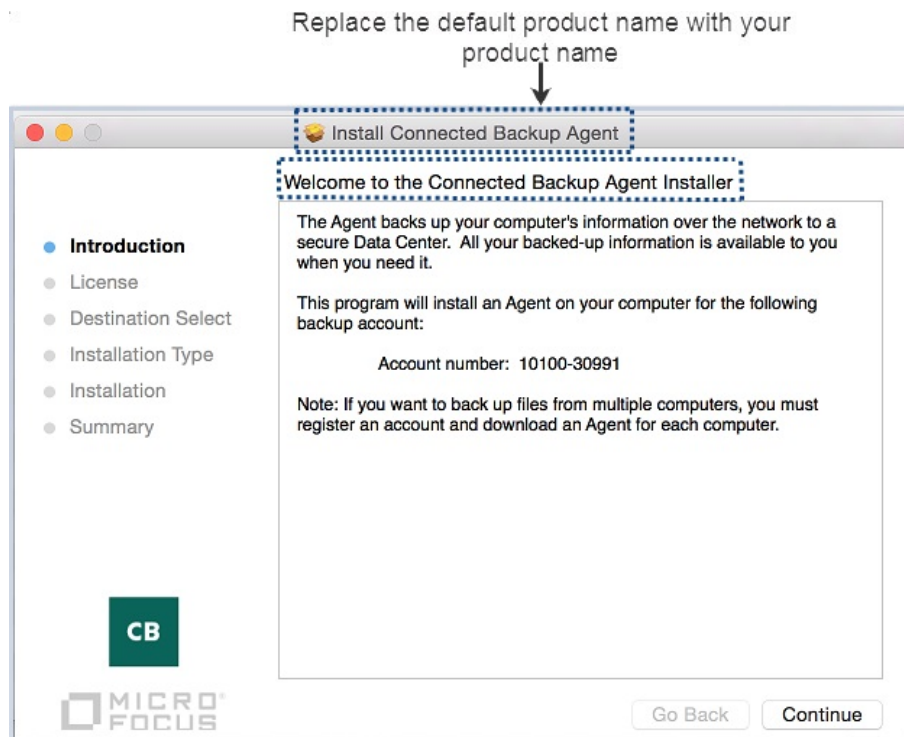 Replace the default product name with your
product name
Install Connected Backup Agent
Welcome to the Connected Backup Agent Installer
Introduction
License
Destination Select
Installation Type
Installation
Summary
The Agent backs up your computer's information over the network to a
secure Data Center.  All your backed-up information is available to you
when you need it.
This program will install an Agent on your computer for the following
backup account:
Account number:  10100-30991
Note: If you want to back up files from multiple computers, you must
register an account and download an Agent for each computer.
CB
MICRO
FOCUS
Go Back
Continue